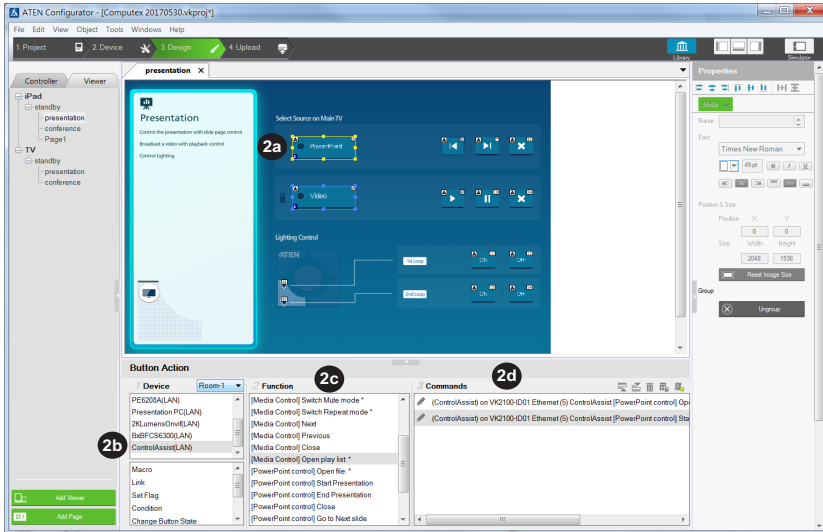 ATEN Configurator - [Computex 20170530.vkproj*]
File Edit View Object Tools Windows Help
1. Project
2. Device
3. Design
4. Upload
Library
Simulator
Controller
Viewer
iPad
standby
presentation
conference
Page1
TV
standby
presentation
conference
Add Viewer
Add Page
presentation X
Presentation
Control the presentation with slide page control
Broadcast a video with playback control
Control Lighting
Select Source on Main TV
2a
PowerPoint
Video
Lighting Control
ATEN
1st Loop
ON
OFF
2nd Loop
ON
OFF
Button Action
1 Device
Room-1
PE6208A(LAN)
Presentation PC(LAN)
2KLumensOnvif(LAN)
BxBFCS6300(LAN)
2b
ControlAssist(LAN)
Macro
Link
Set Flag
Condition
Change Button State
2 Function
2c
[Media Control] Switch Mute mode *
[Media Control] Switch Repeat mode *
[Media Control] Next
[Media Control] Previous
[Media Control] Close
[Media Control] Open play list: *
[PowerPoint control] Open file: *
[PowerPoint control] Start Presentation
[PowerPoint control] End Presentation
[PowerPoint control] Close
[PowerPoint control] Go to Next slide
3 Commands
2d
(ControlAssist) on VK2100-ID01 Ethernet (5) ControlAssist [PowerPoint control] Ope
(ControlAssist) on VK2100-ID01 Ethernet (5) ControlAssist [PowerPoint control] Sta
Properties
Mode
Name
Font
Times New Roman
49 pt
B I U
Position & Size
Position X Y
0 0
Size Width Height
2048 1536
Reset Image Size
Group
Ungroup